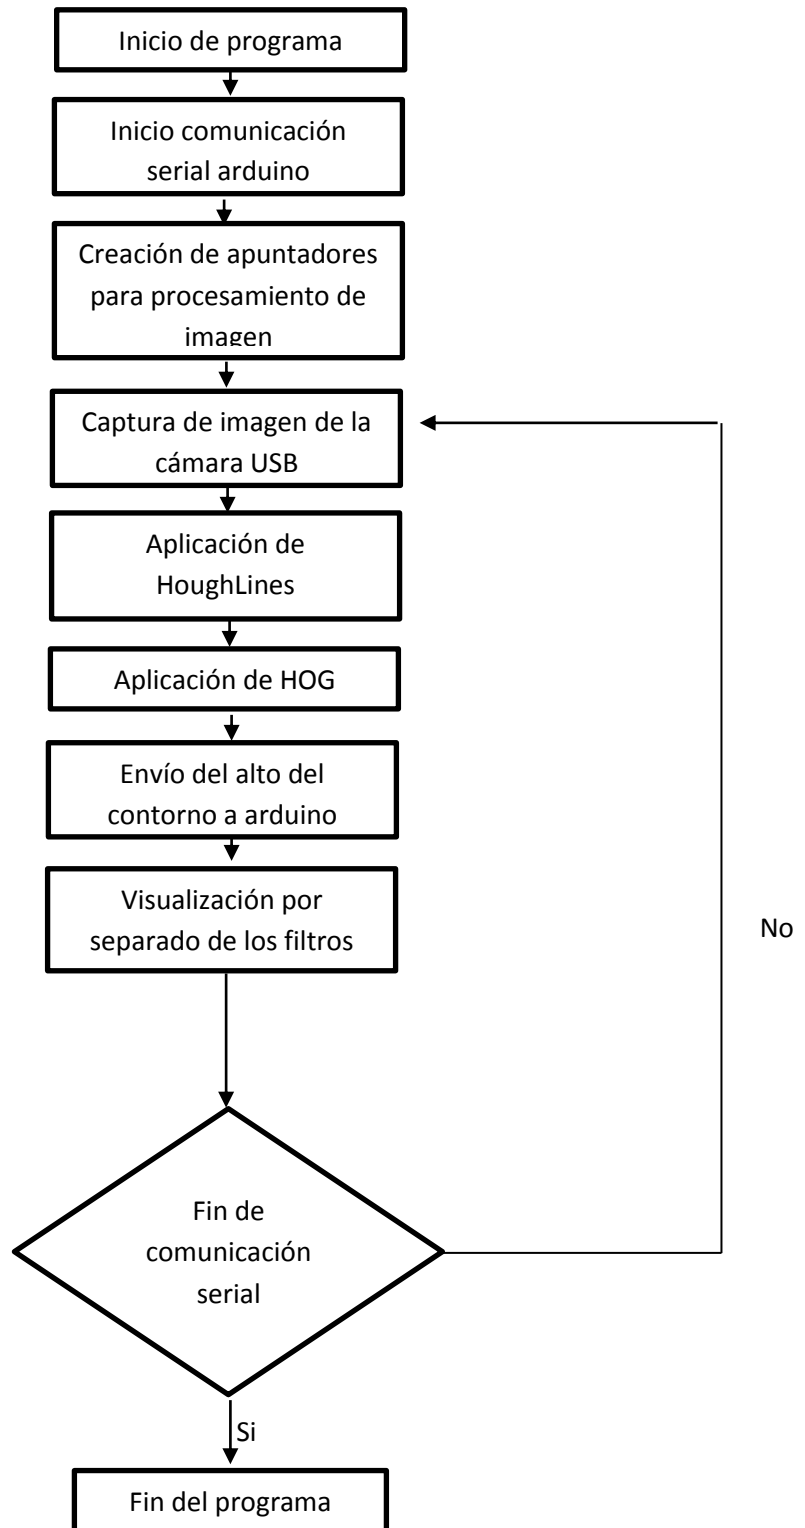 Inicio de programa
Inicio comunicación
serial arduino
Creación de apuntadores
para procesamiento de
imagen
Captura de imagen de la
cámara USB
Aplicación de
HoughLines
Aplicación de HOG
Envío del alto del
contorno a arduino
Visualización por
separado de los filtros
No
Fin de
comunicación
serial
Si
Fin del programa